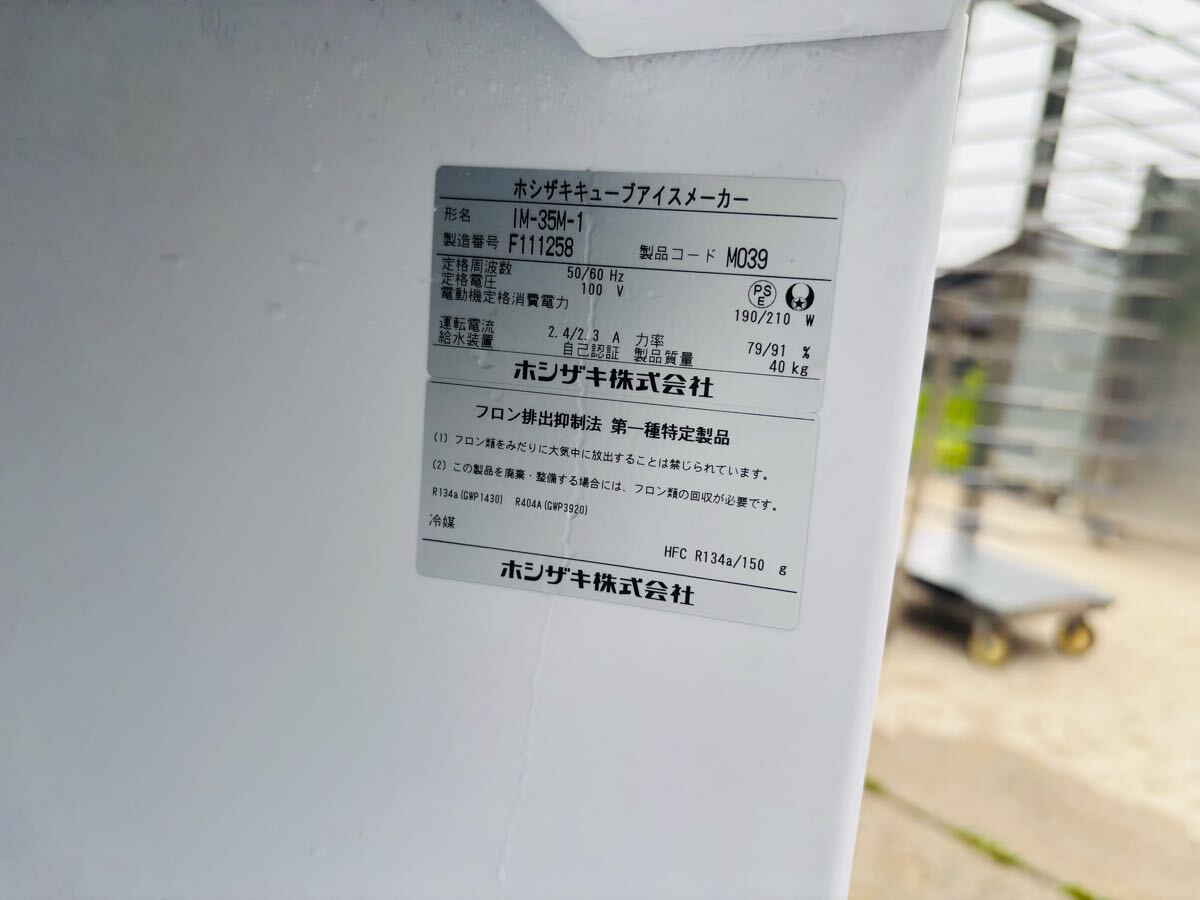 ホシザキキューブアイスメーカー
形名 IM-35M-1
製造番号 F111258 製品コード M039
定格周波数 50/60 Hz
定格電圧 100 V
PS
E
電動機定格消費電力 190/210 W
運転電流 2.4/2.3 A 力率 79/91 %
給水装置 自己認証 製品質量 40 kg
ホシザキ株式会社
フロン排出抑制法 第一種特定製品
(1) フロン類をみだりに大気中に放出することは禁じられています。
(2) この製品を廃棄・整備する場合には、フロン類の回収が必要です。
R134a(GWP1430) R404A(GWP3920)
冷媒
HFC R134a/150 g
ホシザキ株式会社